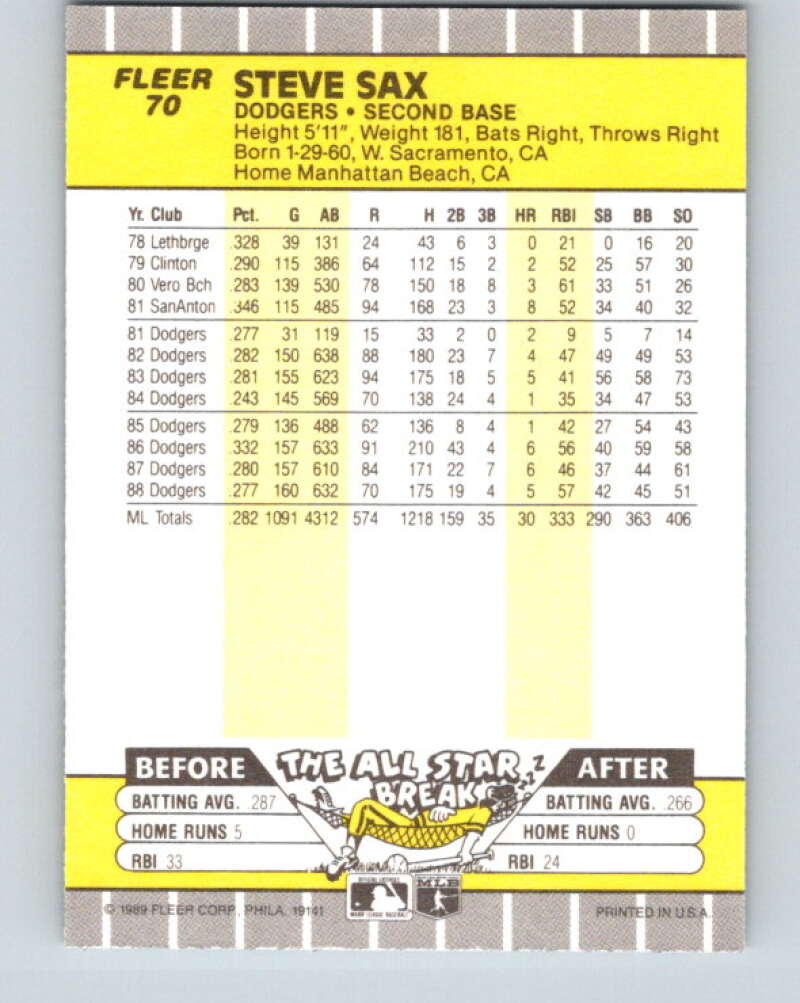 FLEER
70
STEVE SAX
DODGERS • SECOND BASE
Height 5'11", Weight 181, Bats Right, Throws Right
Born 1-29-60, W. Sacramento, CA
Home Manhattan Beach, CA
Yr. Club Pct. G AB R H 2B 3B HR RBI SB BB SO
78 Lethbrge .328 39 131 24 43 6 3 0 21 0 16 20
79 Clinton .290 115 386 64 112 15 2 2 52 25 57 30
80 Vero Bch .283 139 530 78 150 18 8 3 61 33 51 26
81 SanAnton .346 115 485 94 168 23 3 8 52 34 40 32
81 Dodgers .277 31 119 15 33 2 0 2 9 5 7 14
82 Dodgers .282 150 638 88 180 23 7 4 47 49 49 53
83 Dodgers .281 155 623 94 175 18 5 5 41 56 58 73
84 Dodgers .243 145 569 70 138 24 4 1 35 34 47 53
85 Dodgers .279 136 488 62 136 8 4 1 42 27 54 43
86 Dodgers .332 157 633 91 210 43 4 6 56 40 59 58
87 Dodgers .280 157 610 84 171 22 7 6 46 37 44 61
88 Dodgers .277 160 632 70 175 19 4 5 57 42 45 51
ML Totals .282 1091 4312 574 1218 159 35 30 333 290 363 406
BEFORE THE ALL STAR BREAK ZZZ AFTER
BATTING AVG. .287 BATTING AVG. .266
HOME RUNS 5 HOME RUNS 0
RBI 33 RBI 24
OFFICIAL LICENSEE
MAJOR LEAGUE BASEBALL
MLB
© 1989 FLEER CORP., PHILA. 19141 PRINTED IN U.S.A.